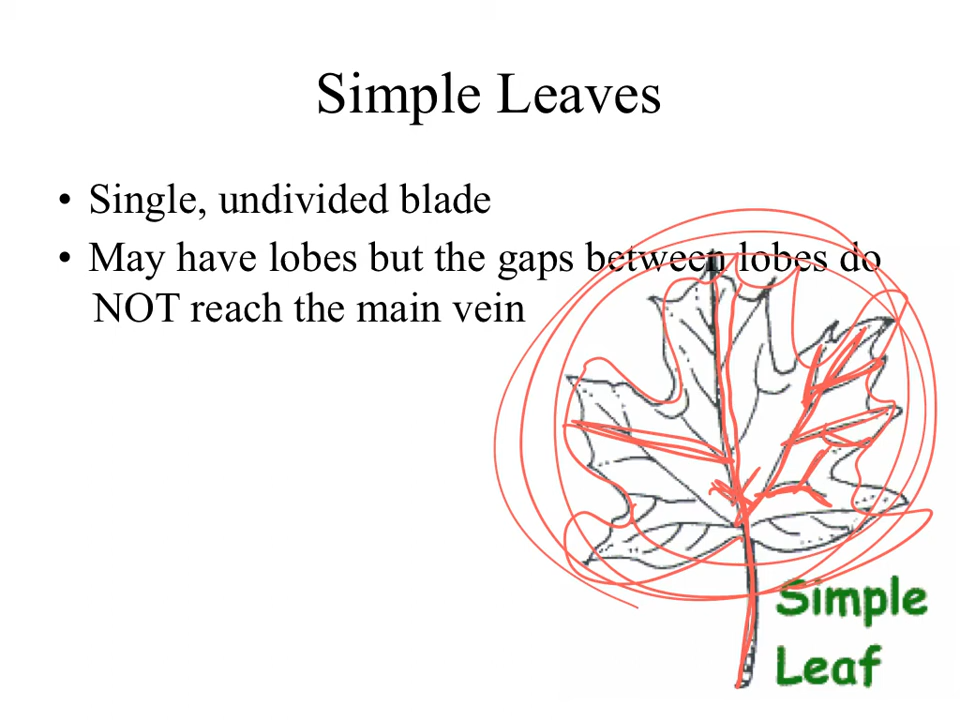 Simple Leaves
• Single, undivided blade
• May have lobes but the gaps between lobes do
NOT reach the main vein
Simple
Leaf